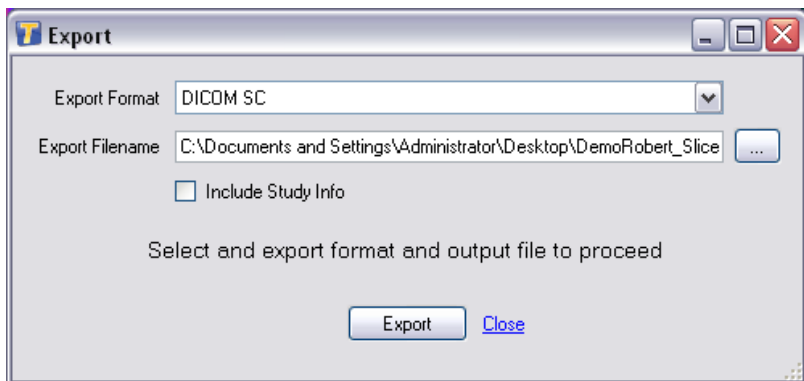 Export
Export Format DICOM SC
Export Filename C:\Documents and Settings\Administrator\Desktop\DemoRobert_Slice ...
Include Study Info
Select and export format and output file to proceed
Export Close